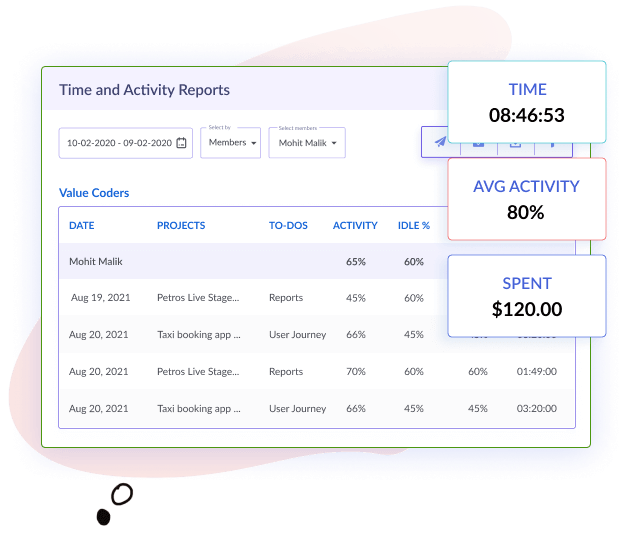 Time and Activity Reports
TIME
08:46:53
Select by
Select members
10-02-2020 - 09-02-2020
Members
Mohit Malik
AVG ACTIVITY
80%
Value Coders
DATE PROJECTS TO-DOS ACTIVITY IDLE %
Mohit Malik 65% 60%
SPENT
$120.00
Aug 19, 2021 Petros Live Stage... Reports 45% 60%
Aug 20, 2021 Taxi booking app ... User Journey 66% 45%
Aug 20, 2021 Petros Live Stage... Reports 70% 60% 60% 01:49:00
Aug 20, 2021 Taxi booking app ... User Journey 66% 45% 45% 03:20:00